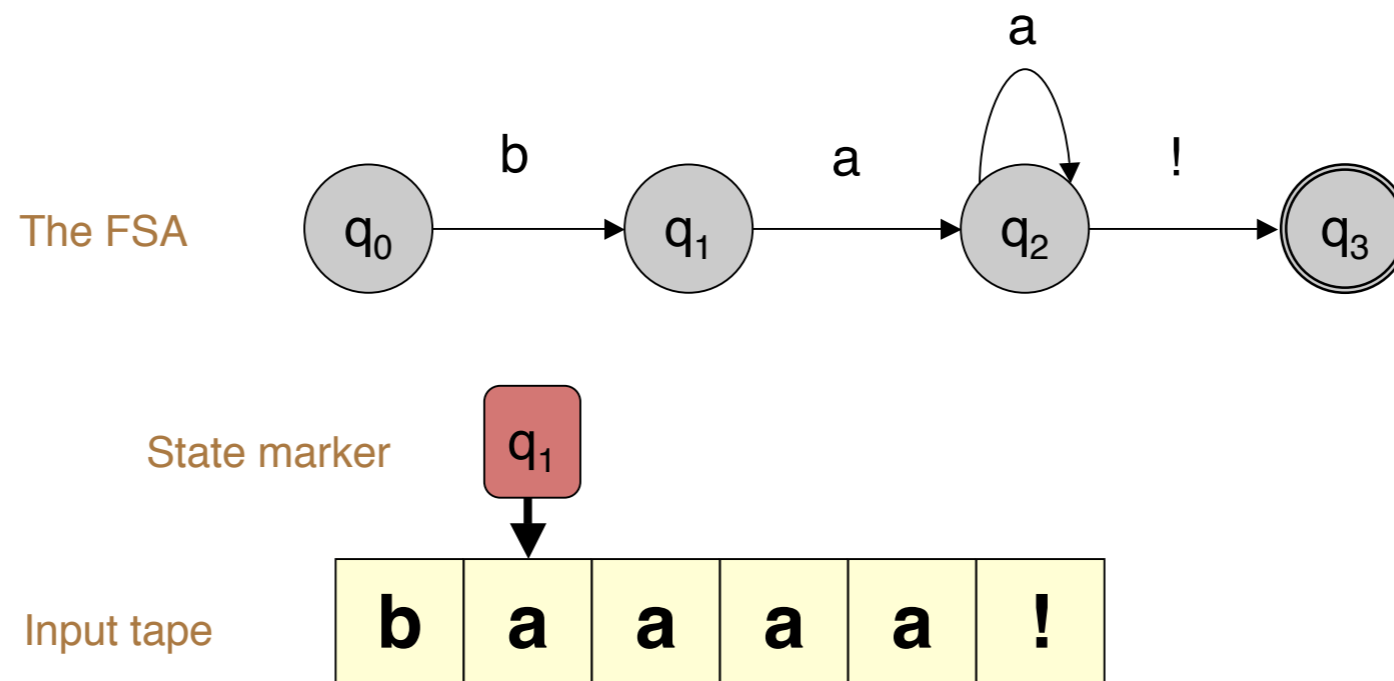 a
b
a
!
The FSA
q₀
q₁
q₂
q₃
State marker
q₁
Input tape
b a a a a !